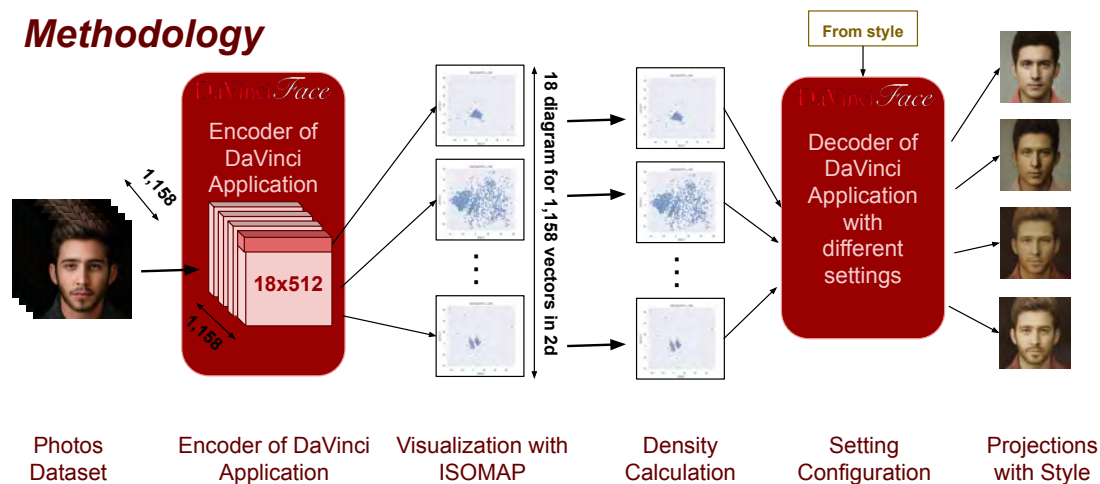 Methodology
From style
DaVinciFace
Encoder of
DaVinci
Application
1,158
18x512
1,158
18 diagram for 1,158 vectors in 2d
DaVinciFace
Decoder of
DaVinci
Application
with
different
settings
Photos
Dataset
Encoder of DaVinci
Application
Visualization with
ISOMAP
Density
Calculation
Setting
Configuration
Projections
with Style